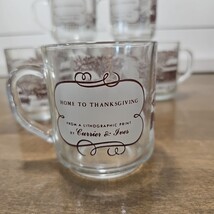 HOME TO THANKSGIVING
FROM A LITHOGRAPHIC PRINT
BY Currier & Ives